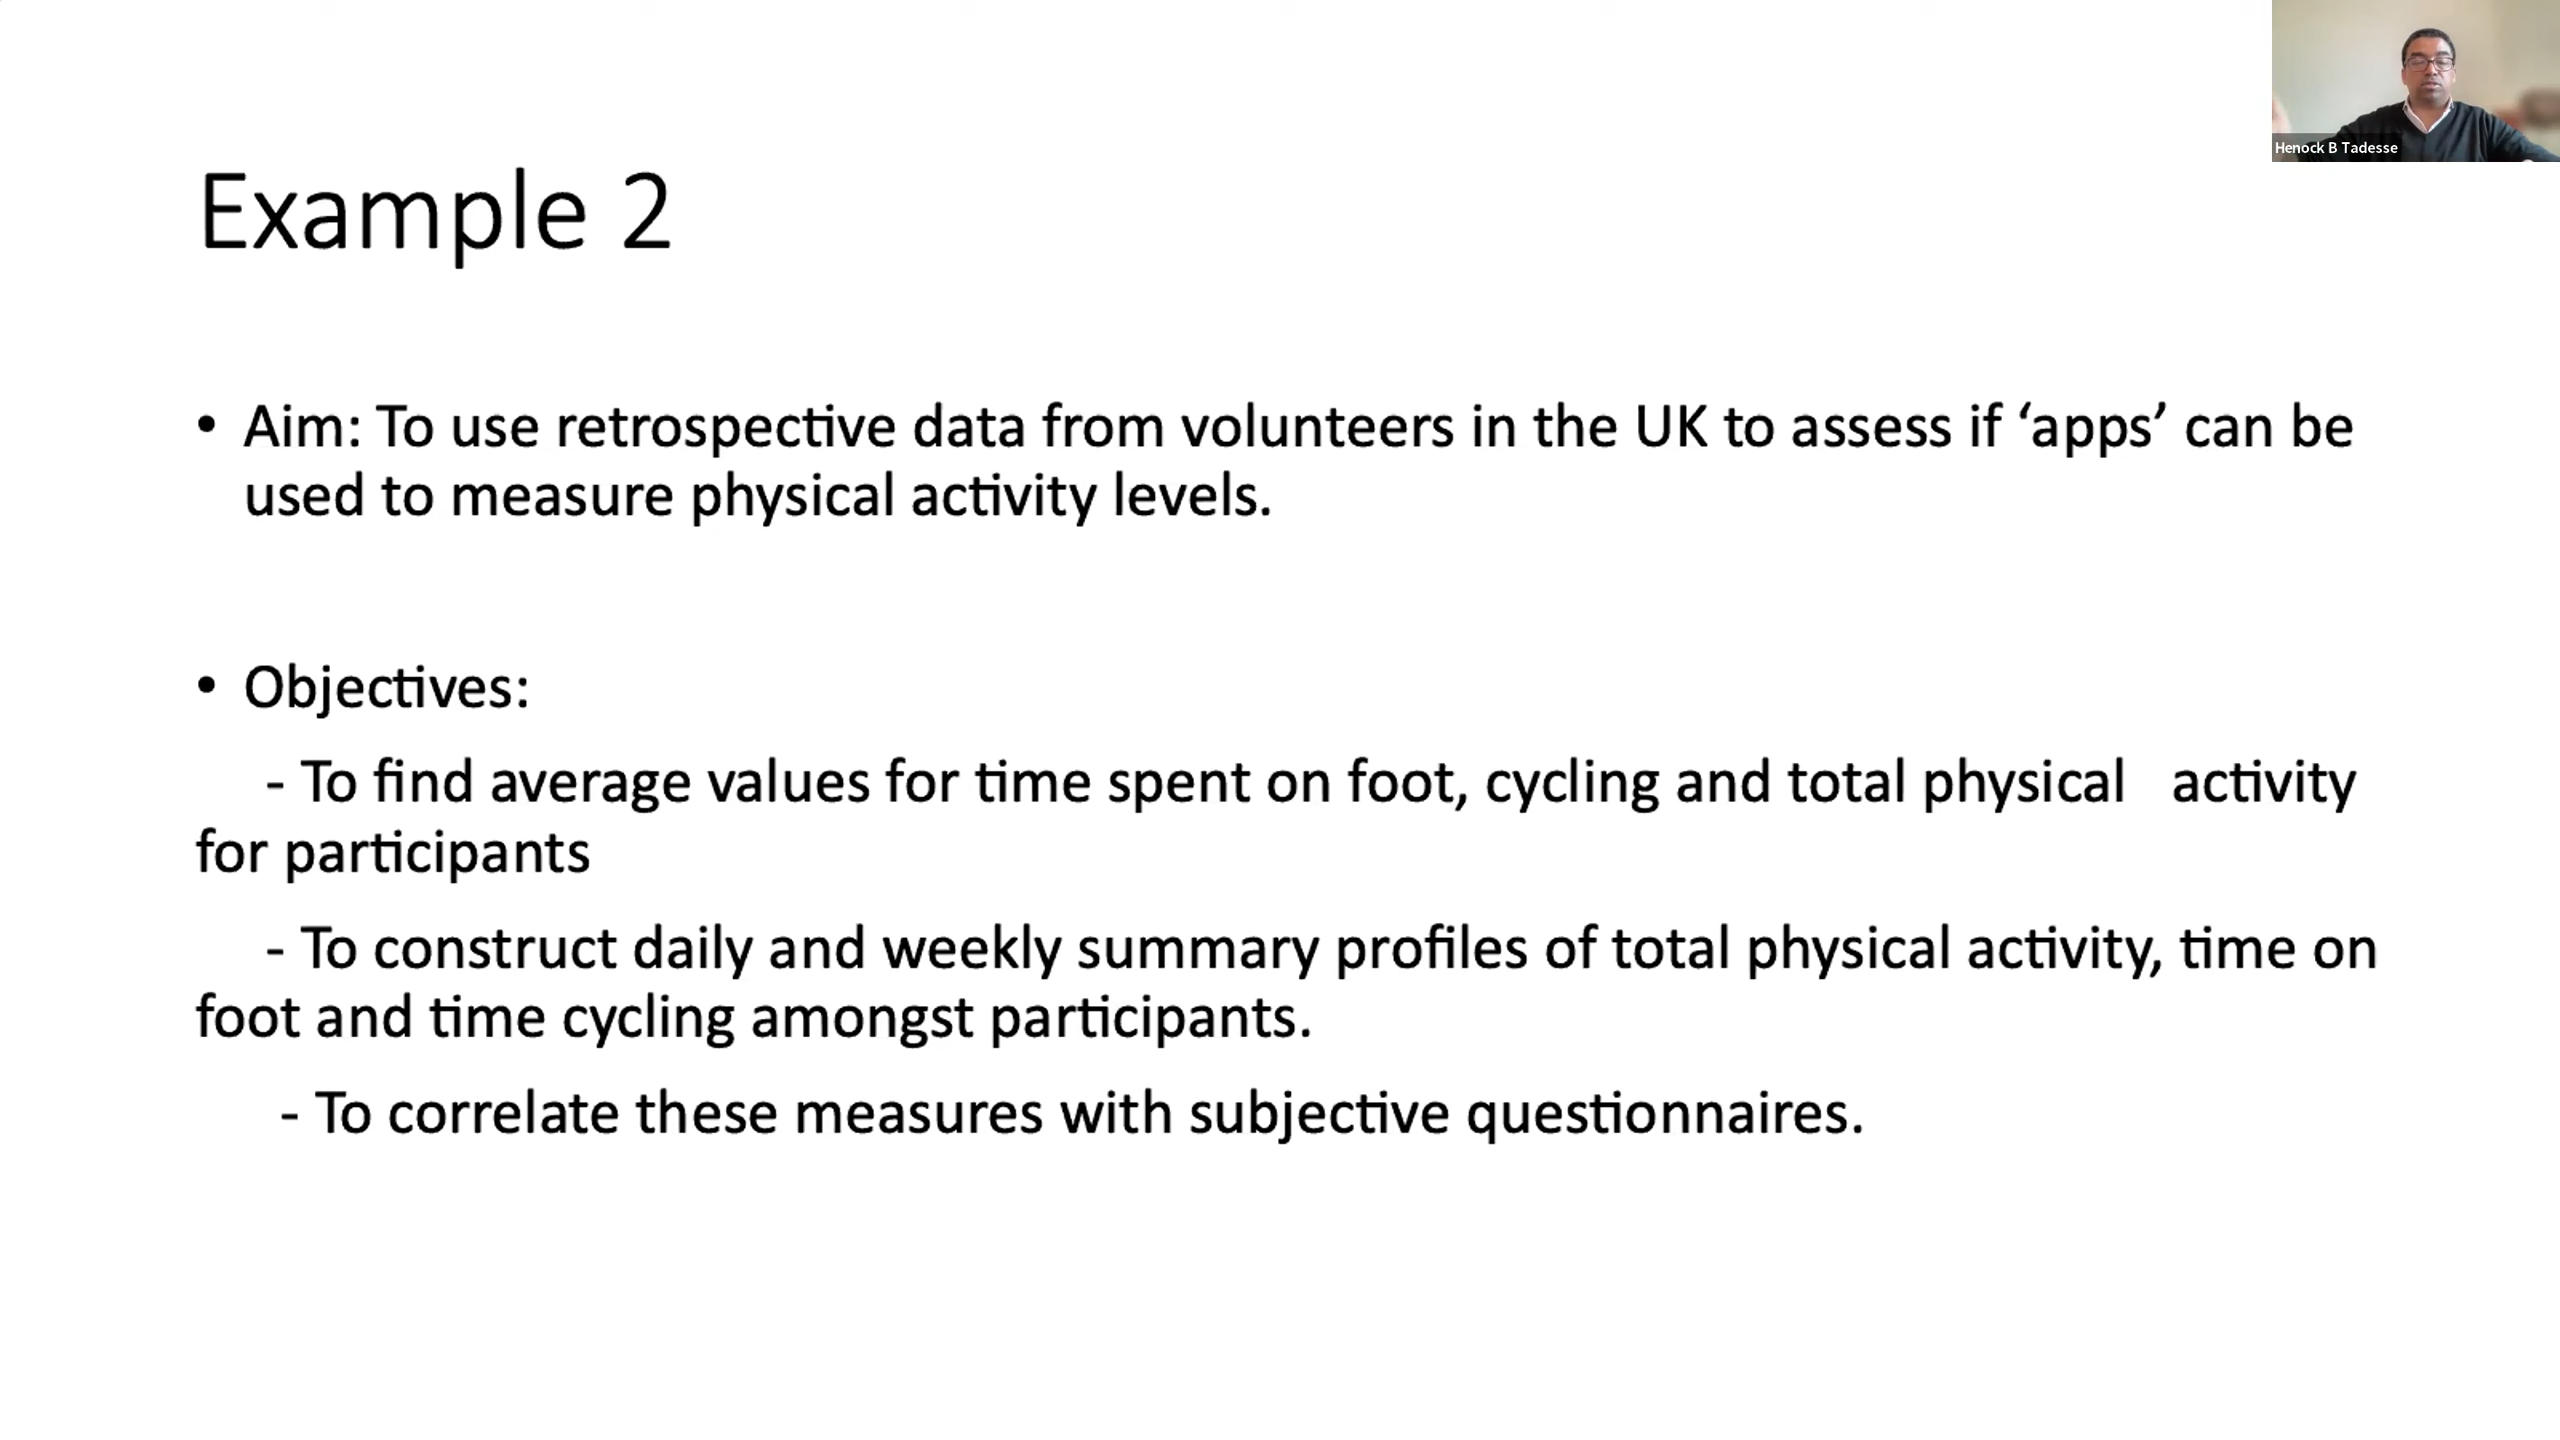 Henock B Tadesse
Example 2
• Aim: To use retrospective data from volunteers in the UK to assess if ‘apps’ can be
used to measure physical activity levels.
• Objectives:
- To find average values for time spent on foot, cycling and total physical   activity
for participants
- To construct daily and weekly summary profiles of total physical activity, time on
foot and time cycling amongst participants.
- To correlate these measures with subjective questionnaires.